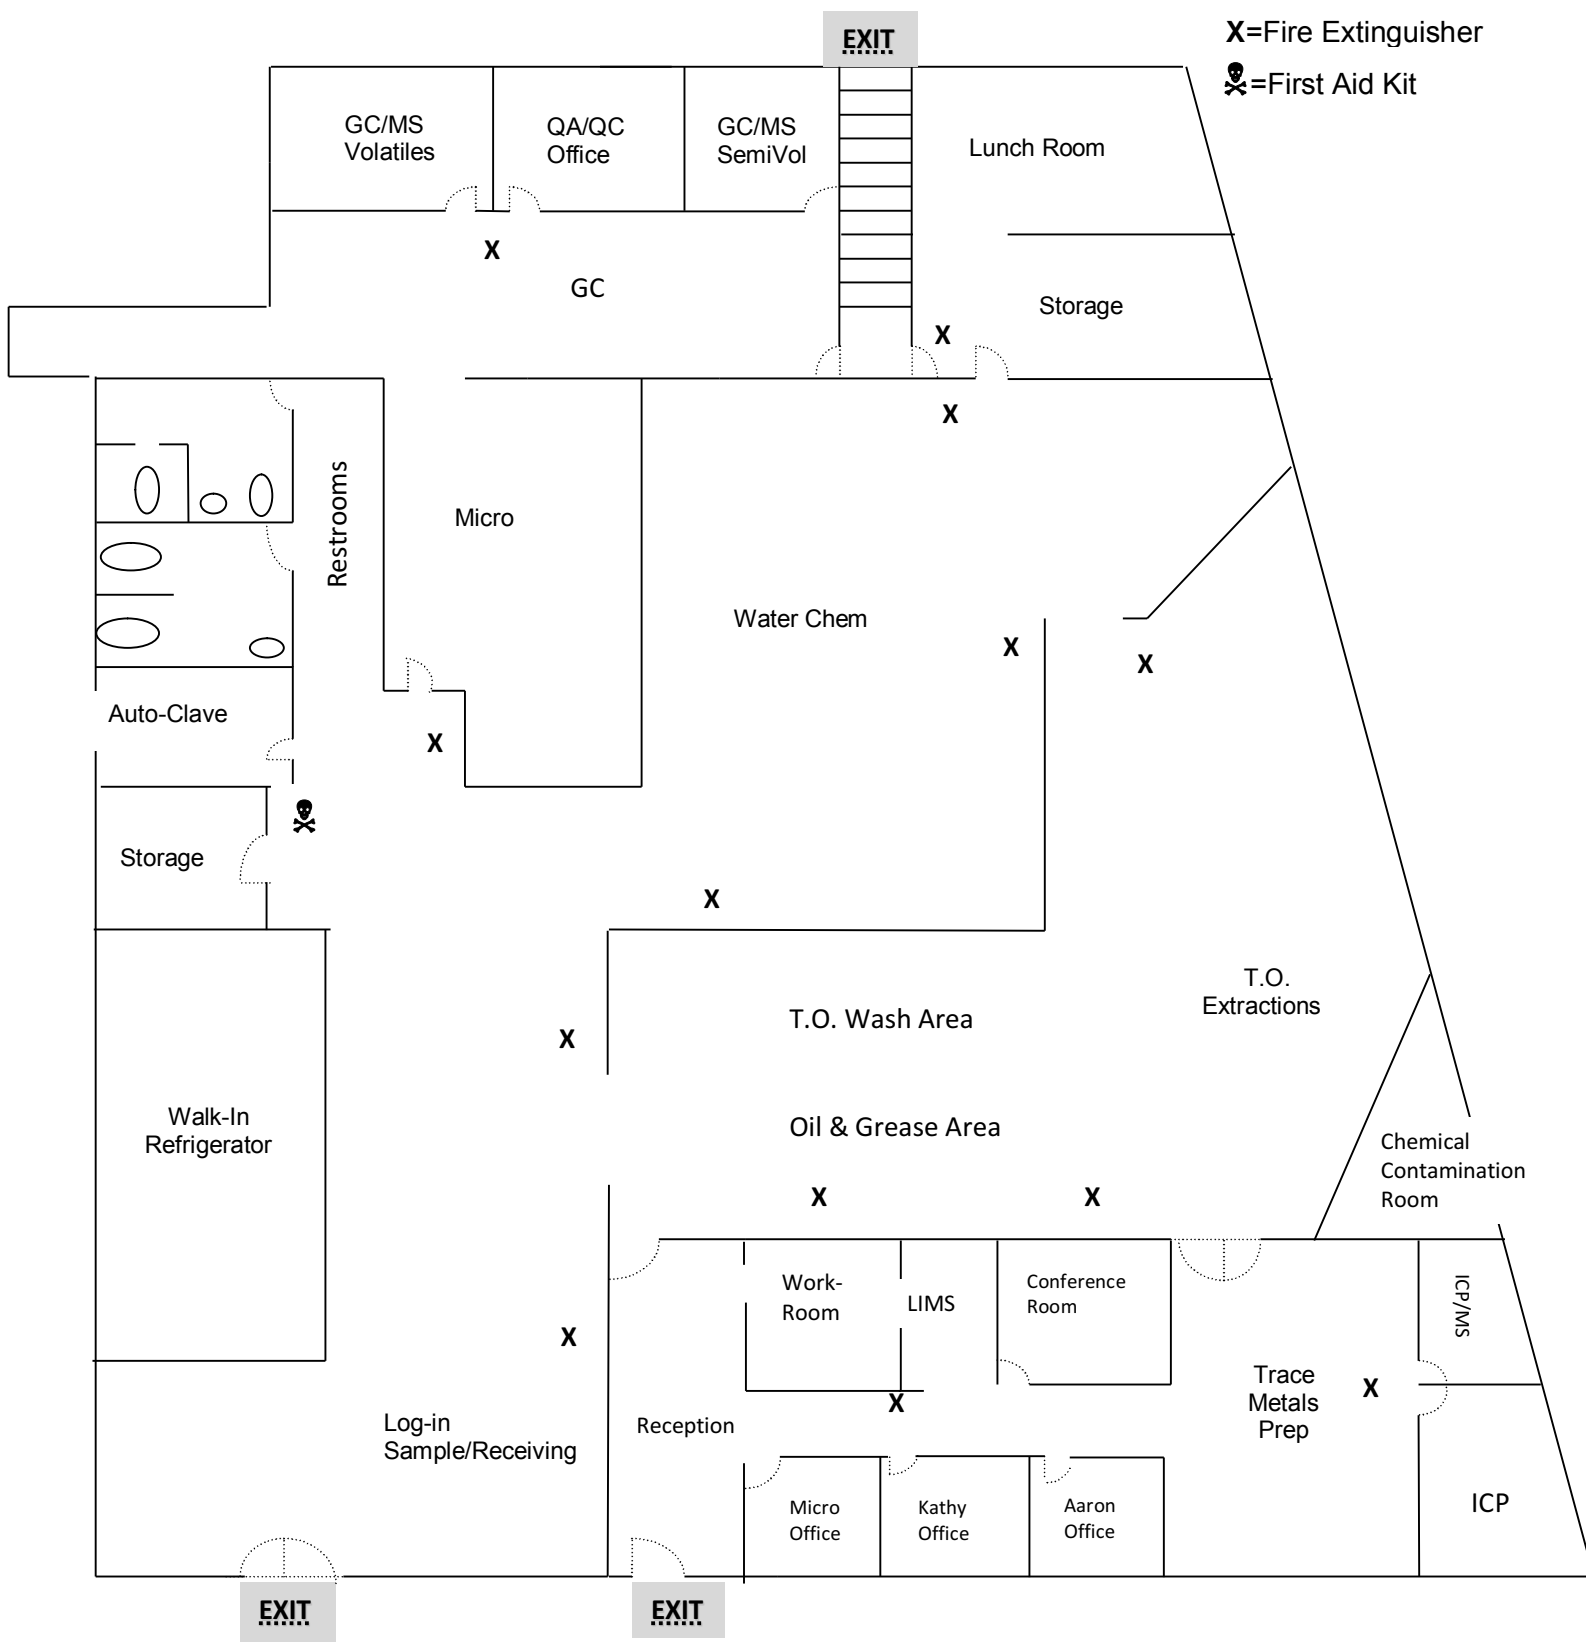 EXIT
X=Fire Extinguisher
☠=First Aid Kit
GC/MS
Volatiles
QA/QC
Office
GC/MS
SemiVol
Lunch Room
X
GC
Storage
X
X
Restrooms
Micro
Water Chem
X
X
Auto-Clave
X
Storage
X
T.O.
Extractions
T.O. Wash Area
X
Walk-In
Refrigerator
Oil & Grease Area
Chemical
Contamination
Room
X
X
Work-
Room
LIMS
Conference
Room
ICP/MS
X
Trace
Metals
Prep
X
X
Log-in
Sample/Receiving
Reception
Micro
Office
Kathy
Office
Aaron
Office
ICP
EXIT
EXIT